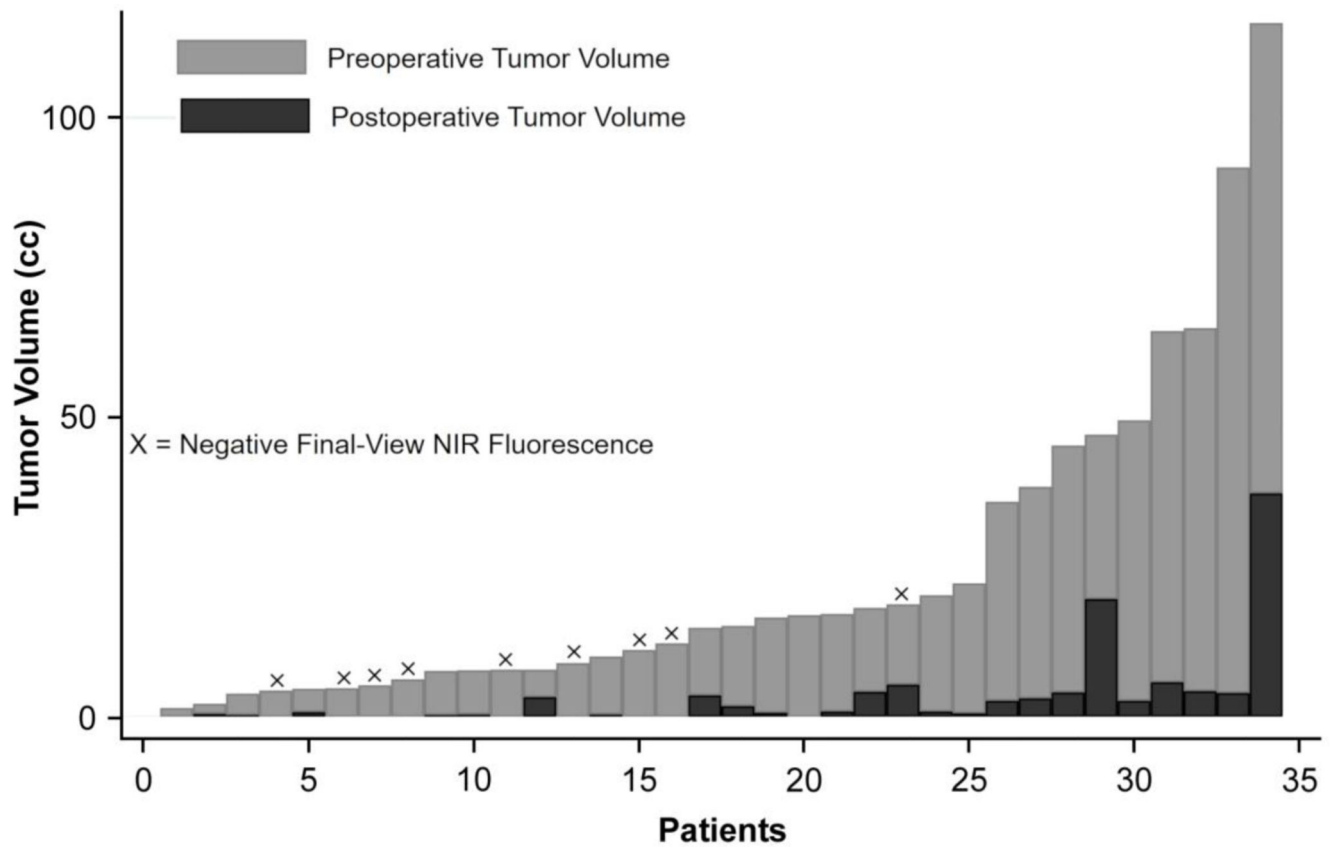 Preoperative Tumor Volume
Postoperative Tumor Volume
100
50
0
Tumor Volume (cc)
X = Negative Final-View NIR Fluorescence
× × × × × × × × ×
0 5 10 15 20 25 30 35
Patients